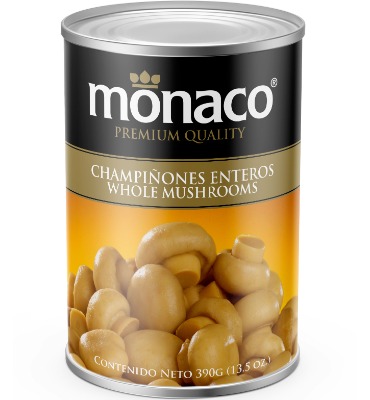 monaco®
PREMIUM QUALITY
CHAMPIÑONES ENTEROS
WHOLE MUSHROOMS
CONTENIDO NETO 390G (13.5 OZ.)